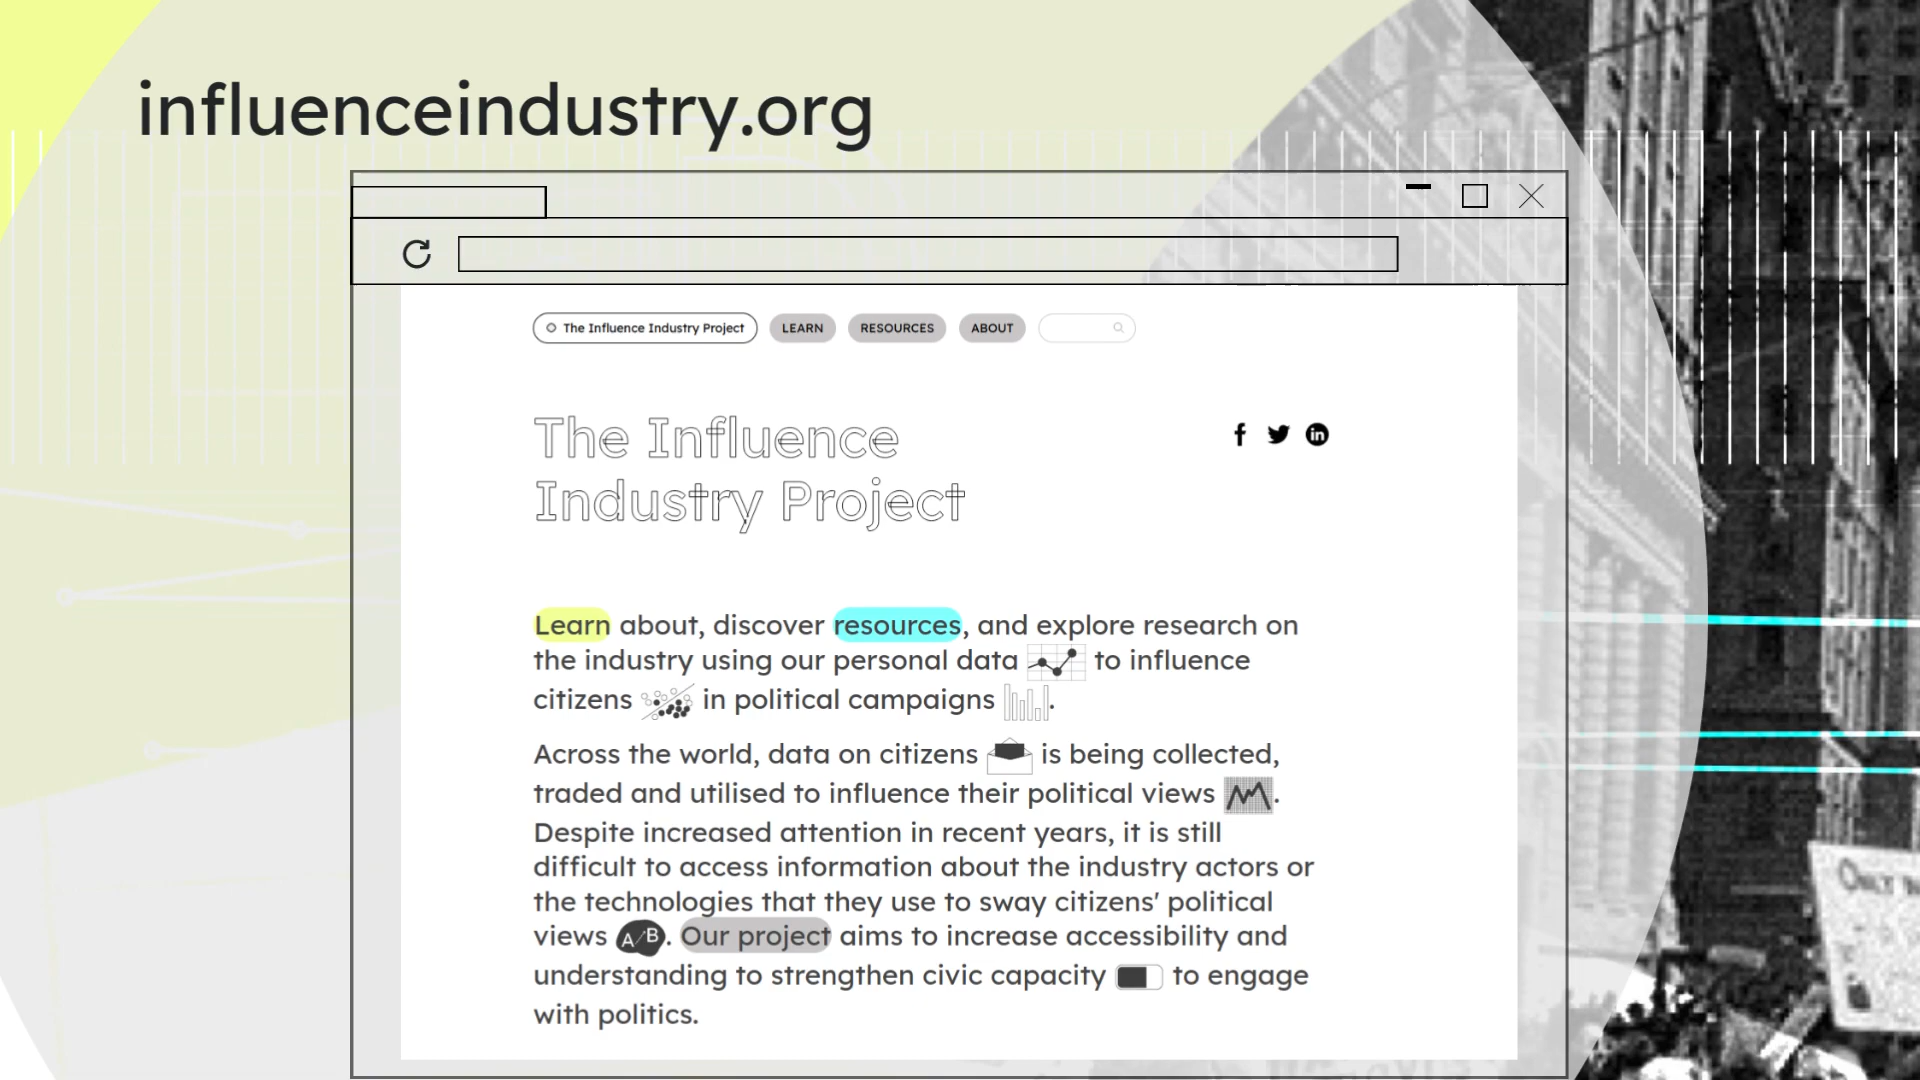 influenceindustry.org
The Influence Industry Project LEARN RESOURCES ABOUT
The Influence
Industry Project
Learn about, discover resources, and explore research on
the industry using our personal data to influence
citizens in political campaigns.
Across the world, data on citizens is being collected,
traded and utilised to influence their political views.
Despite increased attention in recent years, it is still
difficult to access information about the industry actors or
the technologies that they use to sway citizens' political
views A/B. Our project aims to increase accessibility and
understanding to strengthen civic capacity to engage
with politics.